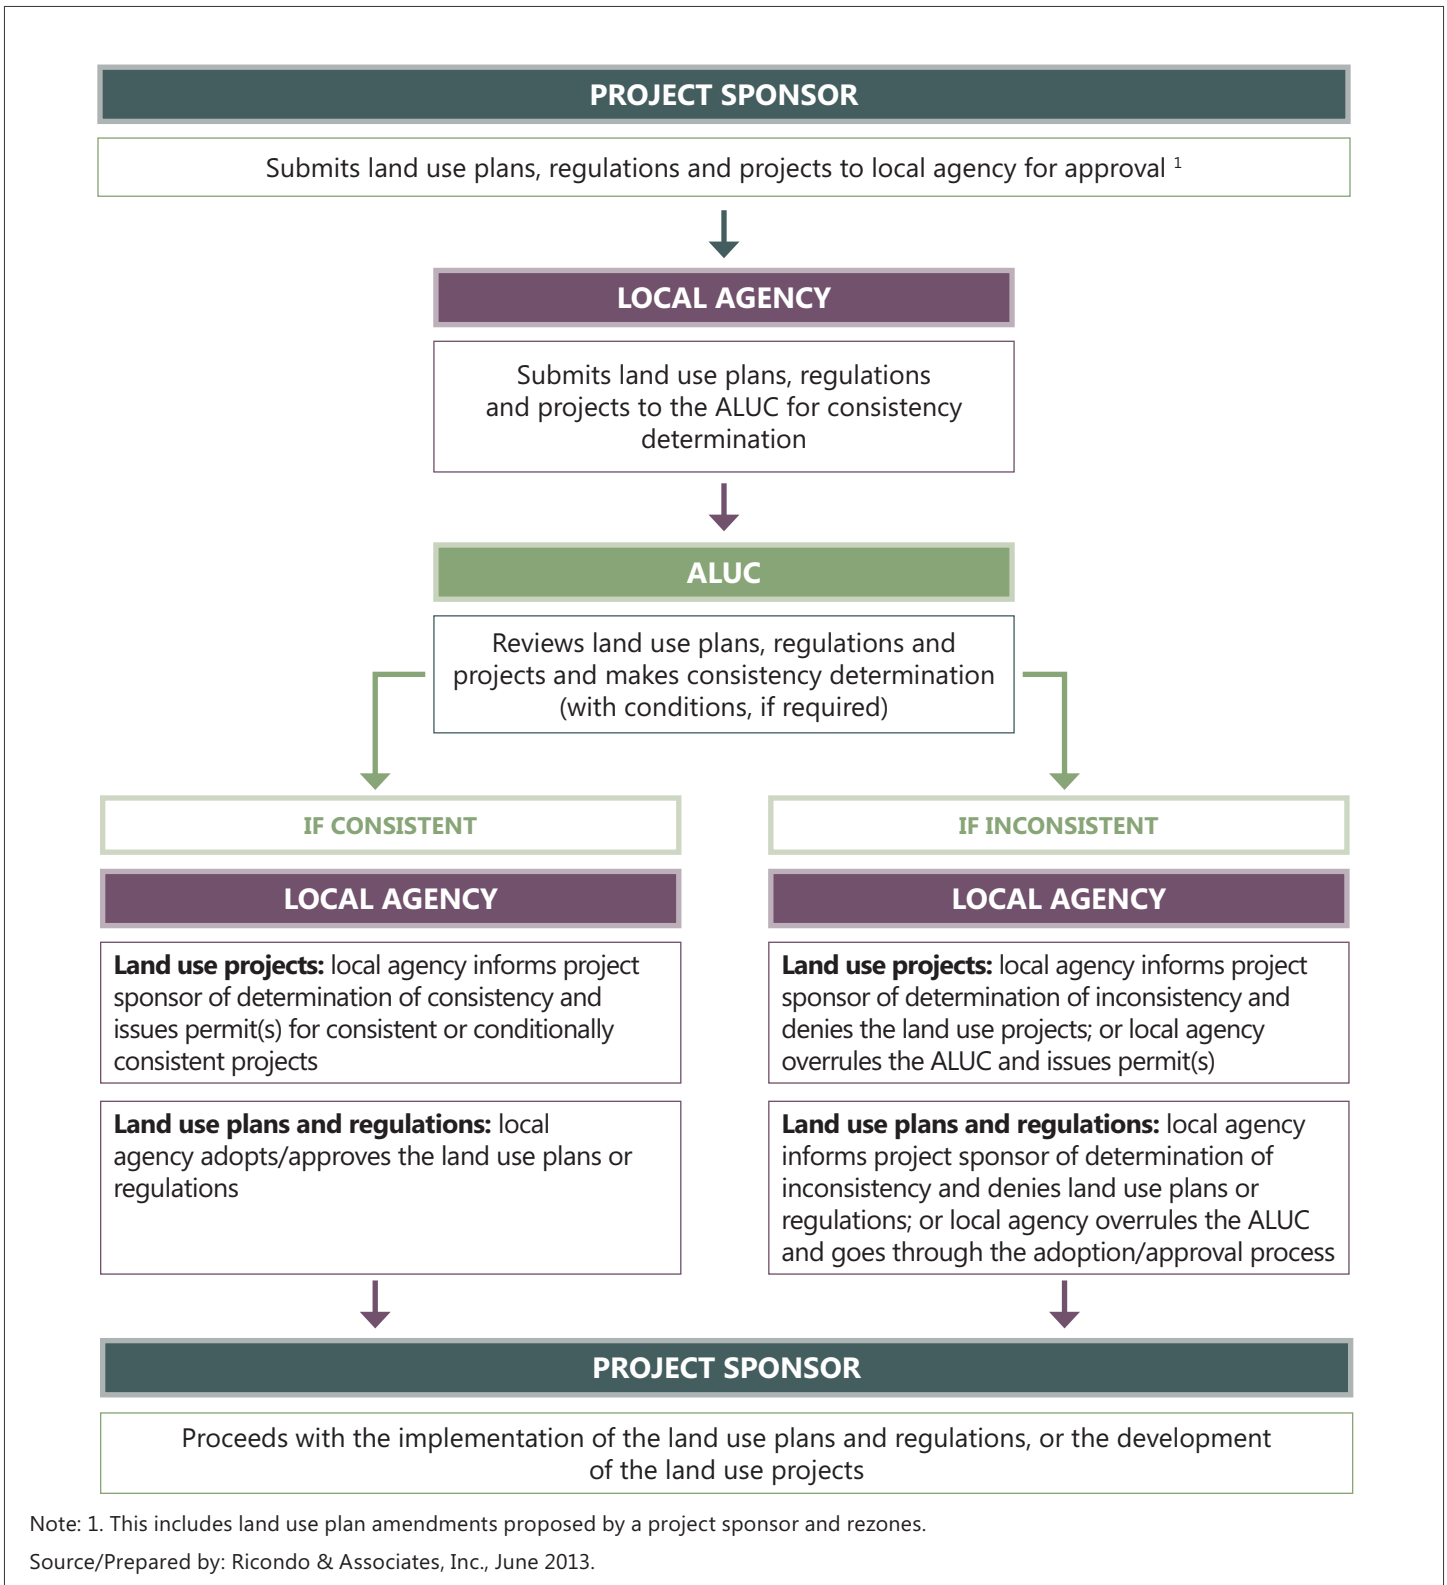 PROJECT SPONSOR
Submits land use plans, regulations and projects to local agency for approval 1
LOCAL AGENCY
Submits land use plans, regulations
and projects to the ALUC for consistency
determination
ALUC
Reviews land use plans, regulations and
projects and makes consistency determination
(with conditions, if required)
IF CONSISTENT
LOCAL AGENCY
Land use projects: local agency informs project
sponsor of determination of consistency and
issues permit(s) for consistent or conditionally
consistent projects
Land use plans and regulations: local
agency adopts/approves the land use plans or
regulations
IF INCONSISTENT
LOCAL AGENCY
Land use projects: local agency informs project
sponsor of determination of inconsistency and
denies the land use projects; or local agency
overrules the ALUC and issues permit(s)
Land use plans and regulations: local agency
informs project sponsor of determination of
inconsistency and denies land use plans or
regulations; or local agency overrules the ALUC
and goes through the adoption/approval process
PROJECT SPONSOR
Proceeds with the implementation of the land use plans and regulations, or the development
of the land use projects
Note: 1. This includes land use plan amendments proposed by a project sponsor and rezones.
Source/Prepared by: Ricondo & Associates, Inc., June 2013.